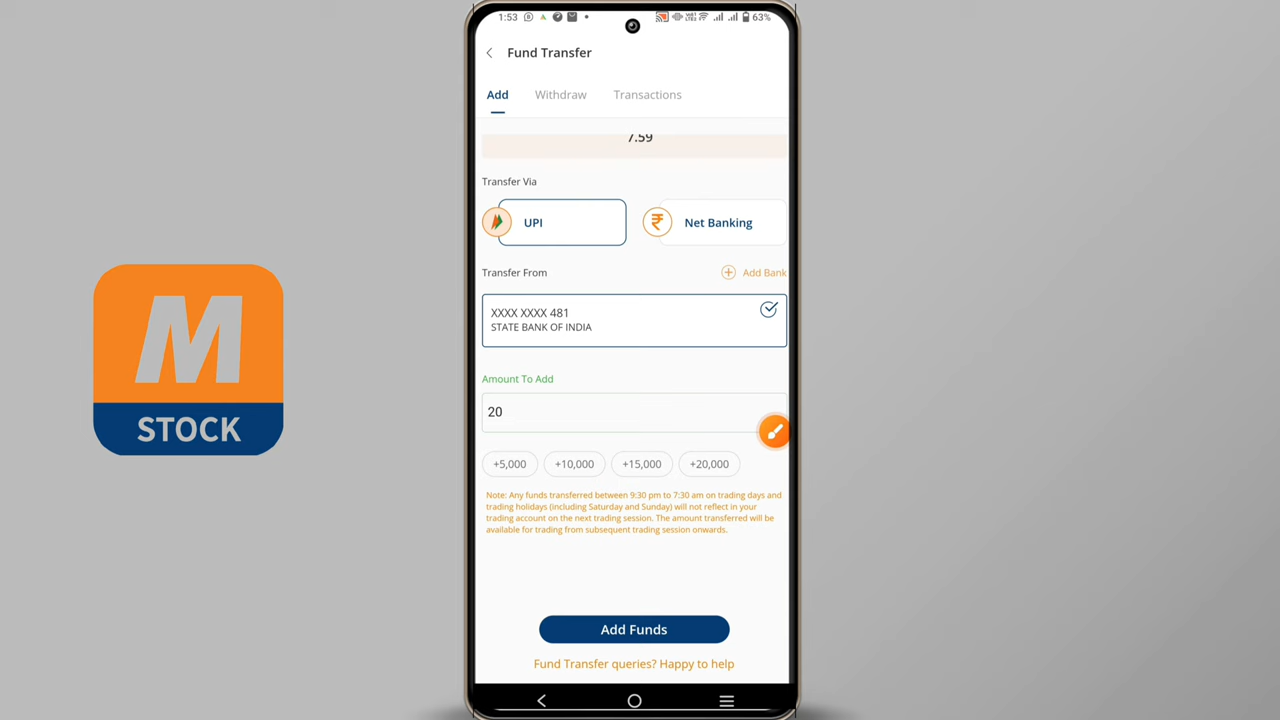 1:53
63%
Fund Transfer
Add Withdraw Transactions
7.59
Transfer Via
UPI
Net Banking
Transfer From
Add Bank
XXXX XXXX 481
STATE BANK OF INDIA
Amount To Add
20
+5,000 +10,000 +15,000 +20,000
Note: Any funds transferred between 9:30 pm to 7:30 am on trading days and
trading holidays (including Saturday and Sunday) will not reflect in your
trading account on the next trading session. The amount transferred will be
available for trading from subsequent trading session onwards.
Add Funds
Fund Transfer queries? Happy to help
M
STOCK